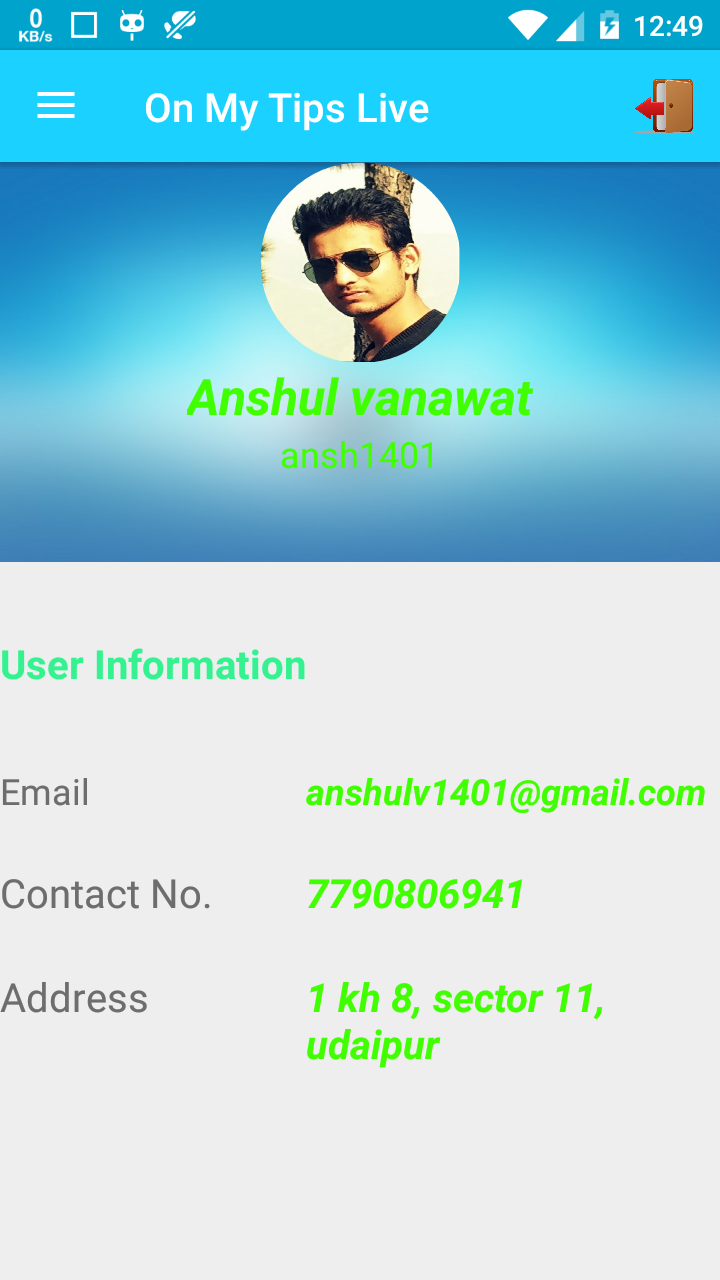 0
KB/s
12:49
On My Tips Live
Anshul vanawat
ansh1401
User Information
Email anshulv1401@gmail.com
Contact No. 7790806941
Address 1 kh 8, sector 11,
udaipur